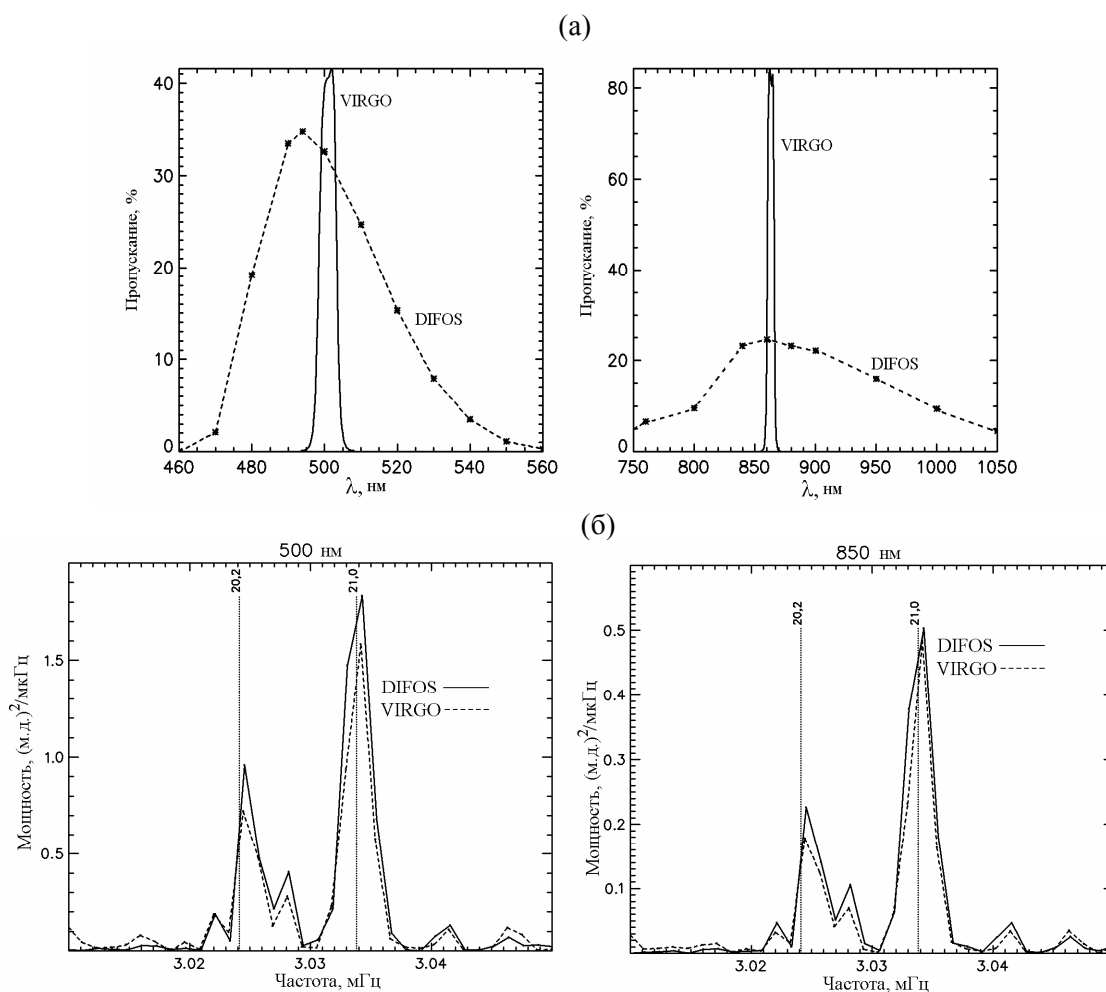 (а)
40
30
20
10
0
Пропускание, %
VIRGO
DIFOS
460 480 500 520 540 560
λ, нм
80
60
40
20
0
Пропускание, %
VIRGO
DIFOS
750 800 850 900 950 1000 1050
λ, нм
(б)
500 нм
1.5
1.0
0.5
Мощность, (м.д.)²/мкГц
20,2
21,0
DIFOS
VIRGO
3.02 3.03 3.04
Частота, мГц
850 нм
0.5
0.4
0.3
0.2
0.1
0.0
Мощность, (м.д.)²/мкГц
20,2
21,0
DIFOS
VIRGO
3.02 3.03 3.04
Частота, мГц